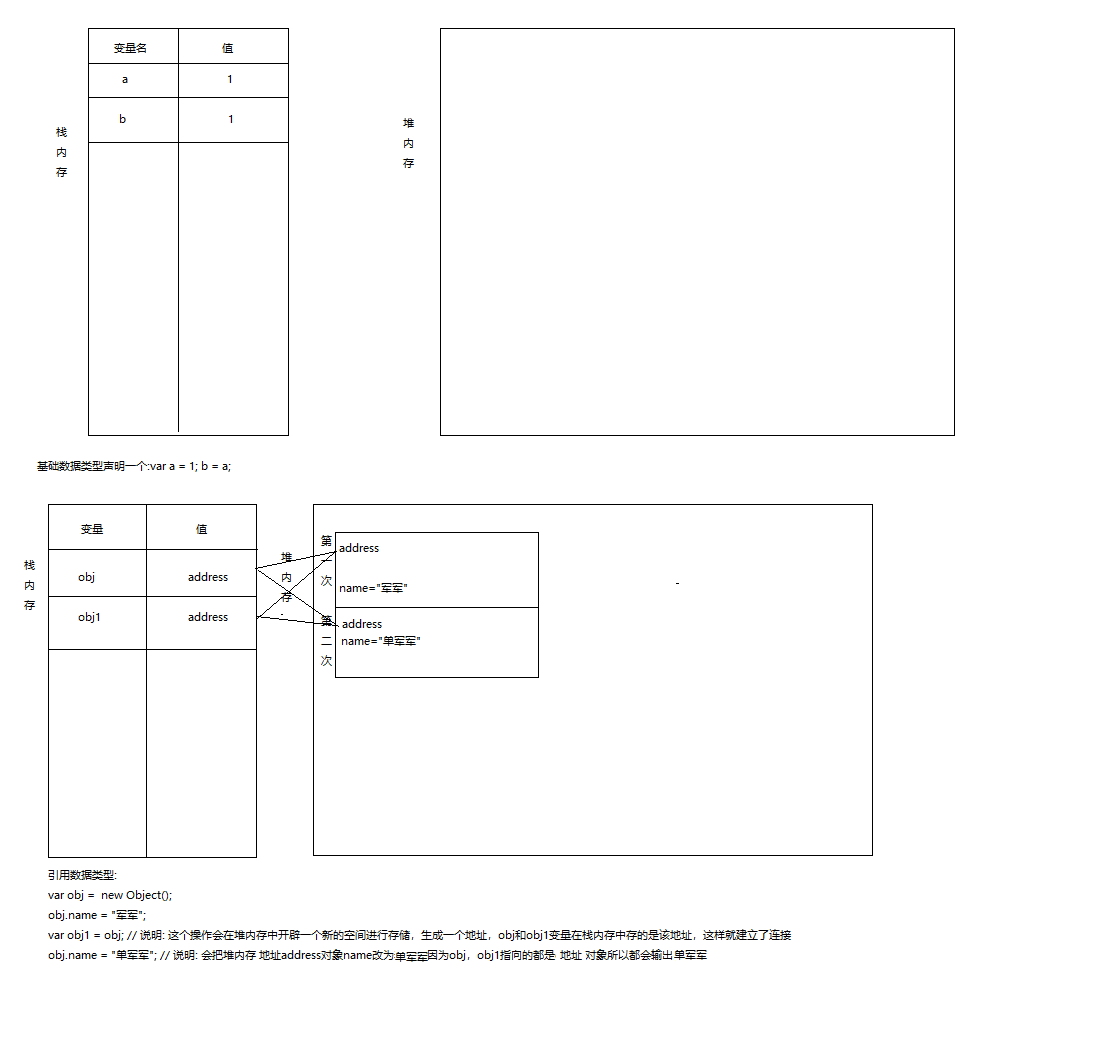 变量名 值
a 1
b 1
栈内存
堆内存
基础数据类型声明一个:var a = 1; b = a;
变量 值
obj address
obj1 address
栈内存
堆内存
第一次
address
name="军军"
第二次
address
name="单军军"
引用数据类型:
var obj = new Object();
obj.name = "军军";
var obj1 = obj; // 说明: 这个操作会在堆内存中开辟一个新的空间进行存储，生成一个地址，obj和obj1变量在栈内存中存的是该地址，这样就建立了连接
obj.name = "单军军"; // 说明: 会把堆内存 地址address对象name改为单军军因为obj，obj1指向的都是 地址 对象所以都会输出单军军